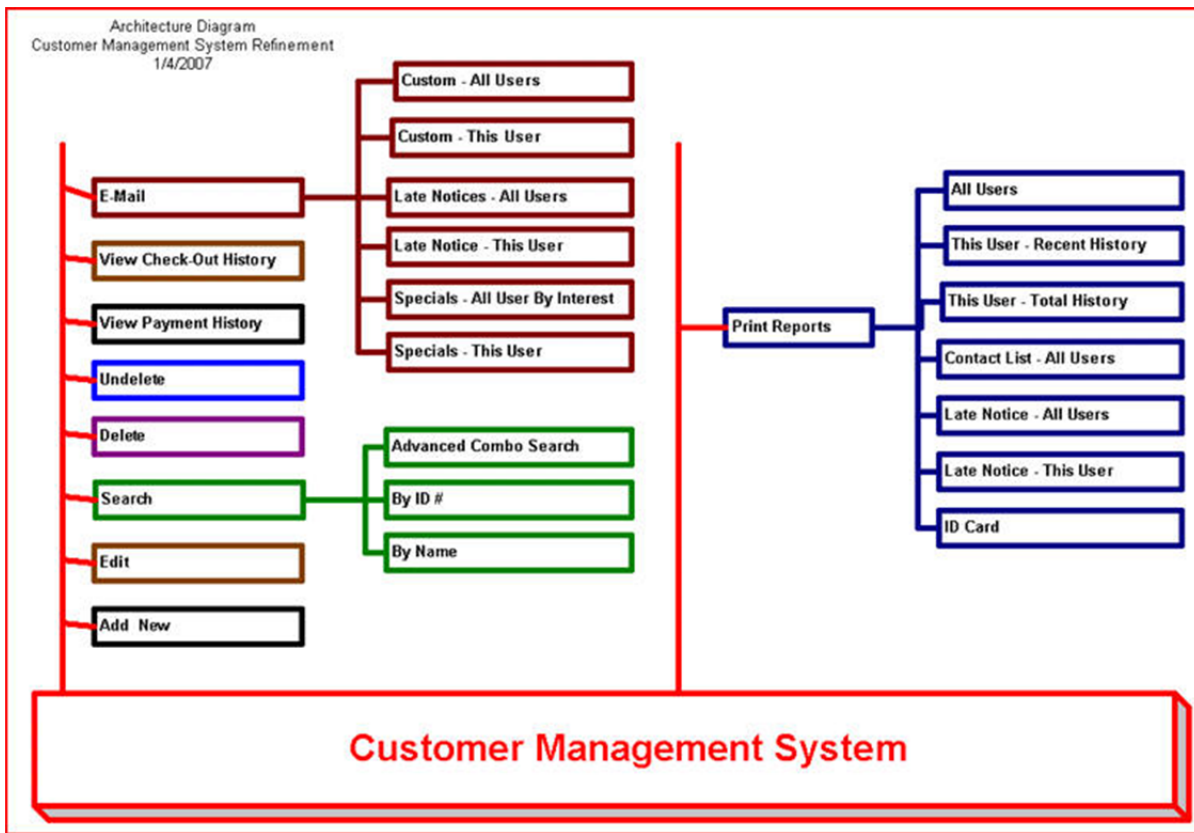 Architecture Diagram
Customer Management System Refinement
1/4/2007
E-Mail
View Check-Out History
View Payment History
Undelete
Delete
Search
Edit
Add New
Custom - All Users
Custom - This User
Late Notices - All Users
Late Notice - This User
Specials - All User By Interest
Specials - This User
Advanced Combo Search
By ID #
By Name
Print Reports
All Users
This User - Recent History
This User - Total History
Contact List - All Users
Late Notice - All Users
Late Notice - This User
ID Card
Customer Management System